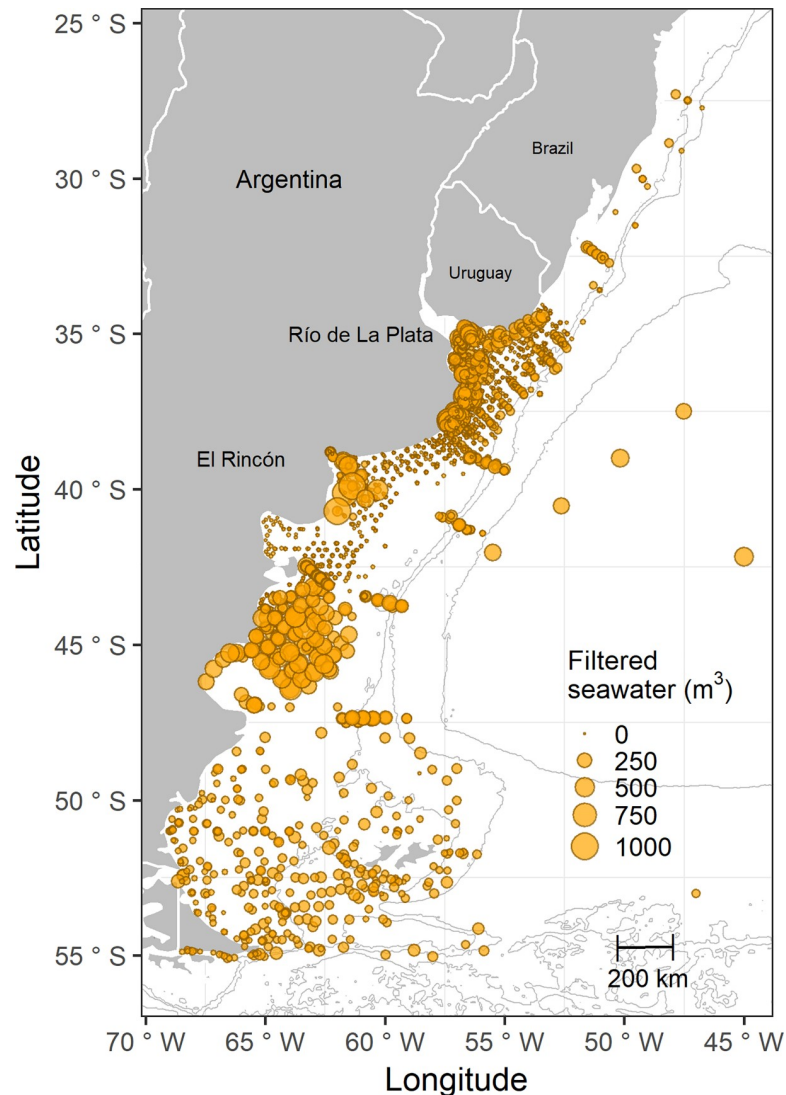 25 ° S
30 ° S
35 ° S
40 ° S
45 ° S
50 ° S
55 ° S
Latitude
Brazil
Argentina
Uruguay
Río de La Plata
El Rincón
Filtered
seawater (m³)
0
250
500
750
1000
200 km
70 ° W 65 ° W 60 ° W 55 ° W 50 ° W 45 ° W
Longitude